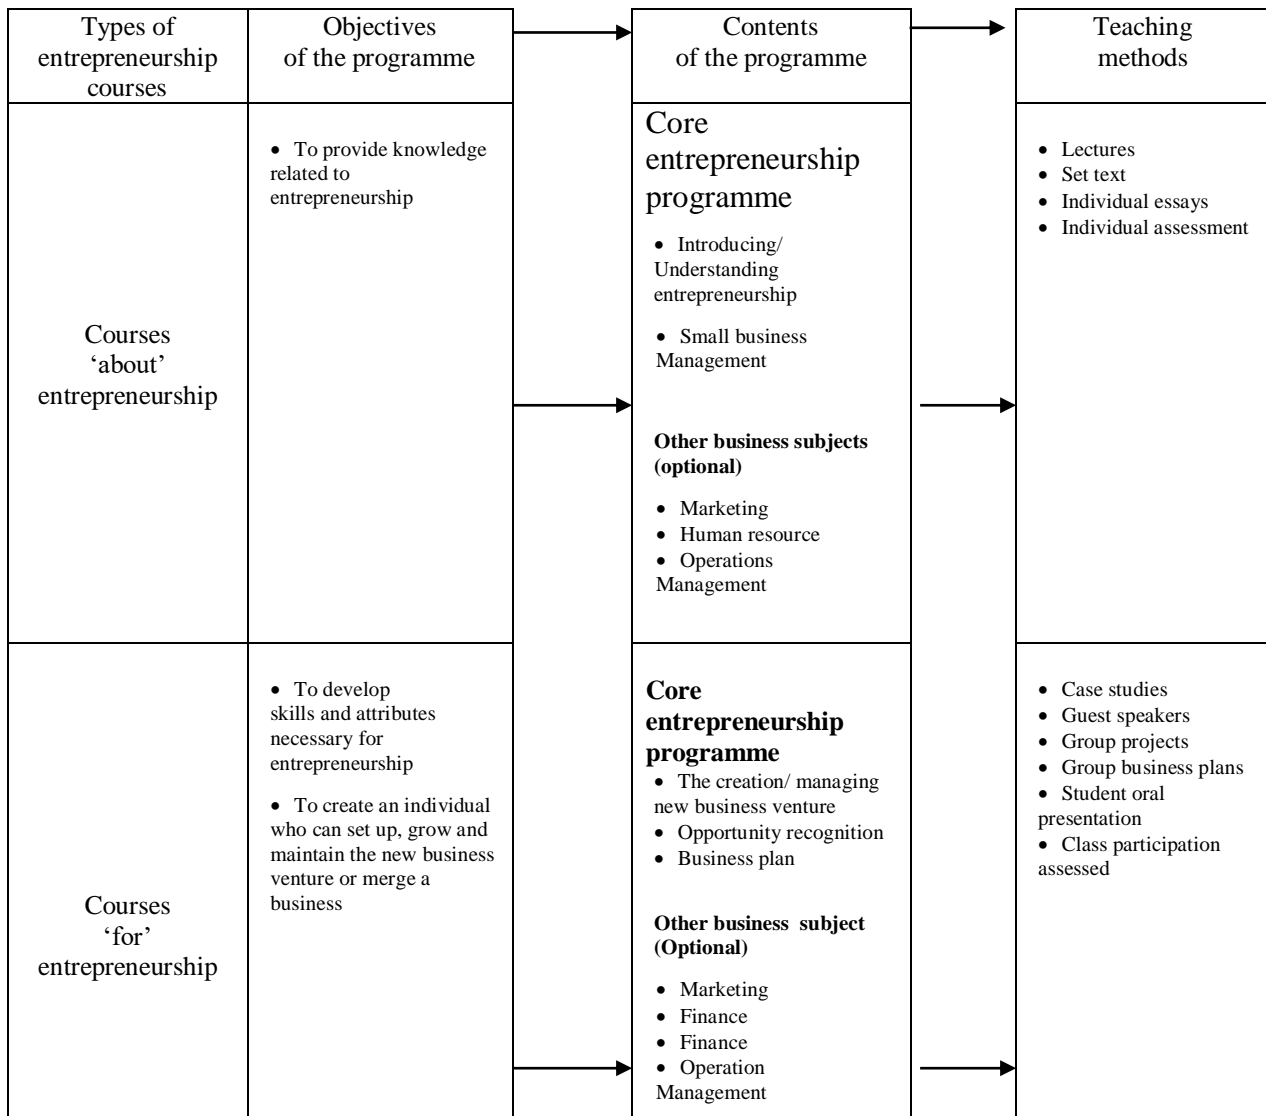 Types of
entrepreneurship
courses
Objectives
of the programme
Contents
of the programme
Teaching
methods
Courses
‘about’
entrepreneurship
• To provide knowledge
related to
entrepreneurship
Core
entrepreneurship
programme
• Introducing/
Understanding
entrepreneurship
• Small business
Management
Other business subjects
(optional)
• Marketing
• Human resource
• Operations
Management
• Lectures
• Set text
• Individual essays
• Individual assessment
Courses
‘for’
entrepreneurship
• To develop
skills and attributes
necessary for
entrepreneurship
• To create an individual
who can set up, grow and
maintain the new business
venture or merge a
business
Core
entrepreneurship
programme
• The creation/ managing
new business venture
• Opportunity recognition
• Business plan
Other business subject
(Optional)
• Marketing
• Finance
• Finance
• Operation
Management
• Case studies
• Guest speakers
• Group projects
• Group business plans
• Student oral
presentation
• Class participation
assessed